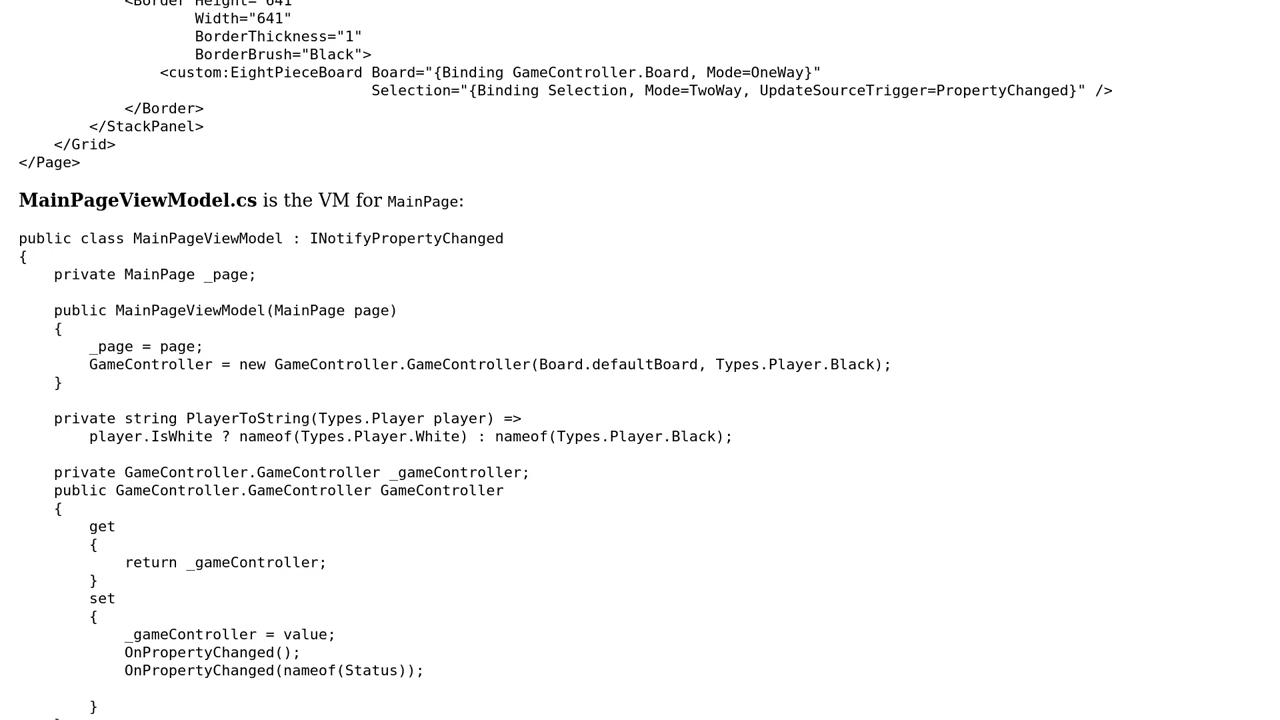 <Border Height="641"
Width="641"
BorderThickness="1"
BorderBrush="Black">
<custom:EightPieceBoard Board="{Binding GameController.Board, Mode=OneWay}"
Selection="{Binding Selection, Mode=TwoWay, UpdateSourceTrigger=PropertyChanged}" />
</Border>
</StackPanel>
</Grid>
</Page>
MainPageViewModel.cs is the VM for MainPage:
public class MainPageViewModel : INotifyPropertyChanged
{
private MainPage _page;
public MainPageViewModel(MainPage page)
{
_page = page;
GameController = new GameController.GameController(Board.defaultBoard, Types.Player.Black);
}
private string PlayerToString(Types.Player player) =>
player.IsWhite ? nameof(Types.Player.White) : nameof(Types.Player.Black);
private GameController.GameController _gameController;
public GameController.GameController GameController
{
get
{
return _gameController;
}
set
{
_gameController = value;
OnPropertyChanged();
OnPropertyChanged(nameof(Status));
}